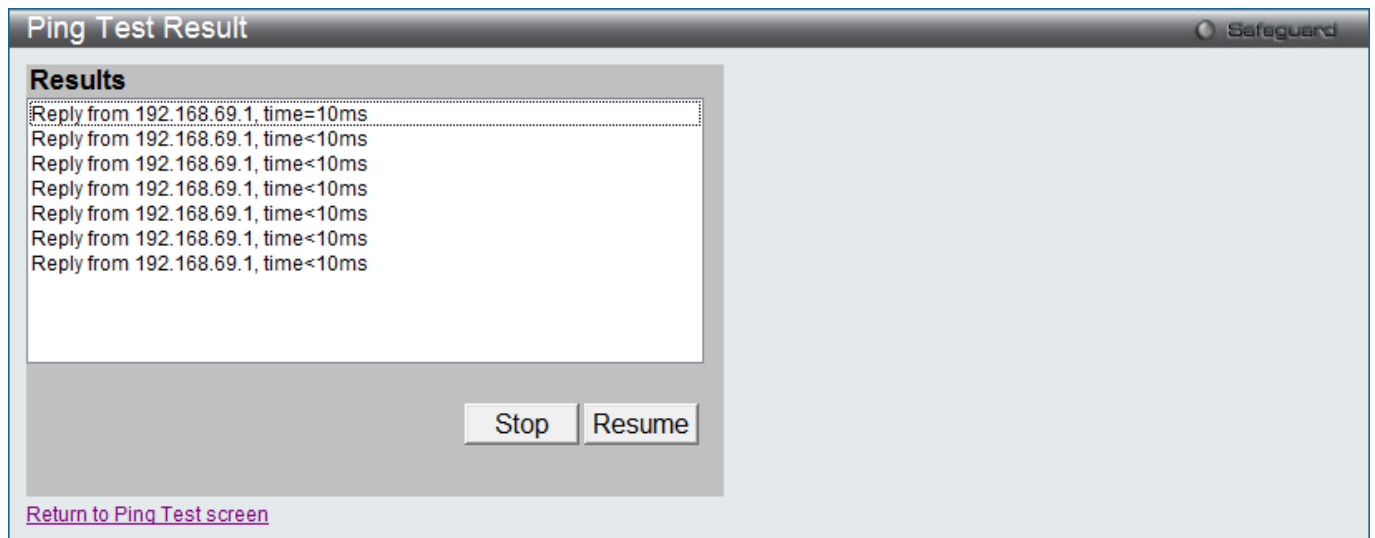 Ping Test Result
Safeguard
Results
Reply from 192.168.69.1, time=10ms
Reply from 192.168.69.1, time<10ms
Reply from 192.168.69.1, time<10ms
Reply from 192.168.69.1, time<10ms
Reply from 192.168.69.1, time<10ms
Reply from 192.168.69.1, time<10ms
Reply from 192.168.69.1, time<10ms
Stop Resume
Return to Ping Test screen